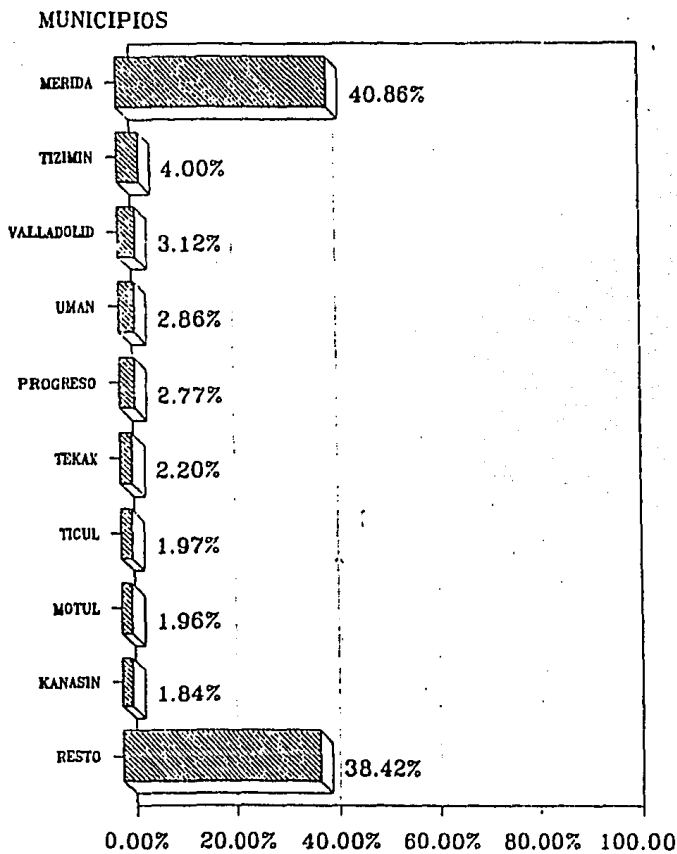 MUNICIPIOS
MERIDA 40.86%
TIZIMIN 4.00%
VALLADOLID 3.12%
UMAN 2.86%
PROGRESO 2.77%
TEKAX 2.20%
TICUL 1.97%
MOTUL 1.96%
KANASIN 1.84%
RESTO 38.42%
0.00% 20.00% 40.00% 60.00% 80.00% 100.00